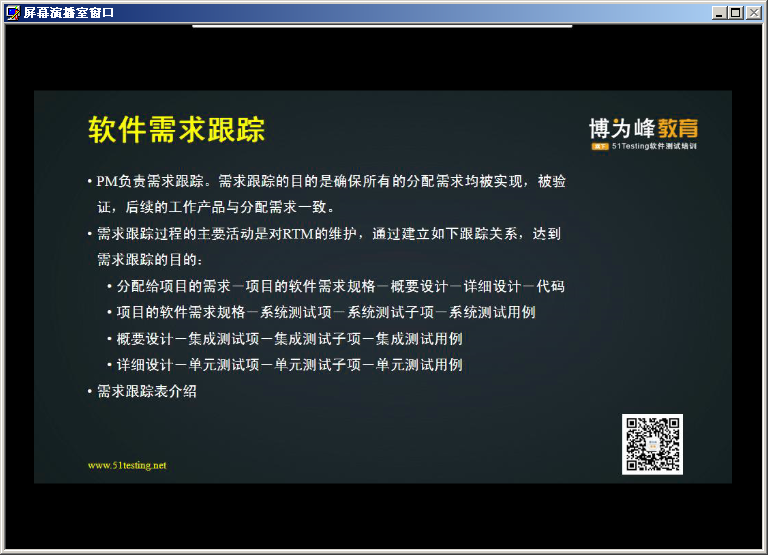 屏幕演播室窗口
软件需求跟踪
博为峰教育
旗下 51Testing软件测试培训
• PM负责需求跟踪。需求跟踪的目的是确保所有的分配需求均被实现，被验
证，后续的工作产品与分配需求一致。
• 需求跟踪过程的主要活动是对RTM的维护，通过建立如下跟踪关系，达到
需求跟踪的目的：
• 分配给项目的需求－项目的软件需求规格－概要设计－详细设计－代码
• 项目的软件需求规格－系统测试项－系统测试子项－系统测试用例
• 概要设计－集成测试项－集成测试子项－集成测试用例
• 详细设计－单元测试项－单元测试子项－单元测试用例
• 需求跟踪表介绍
www.51testing.net